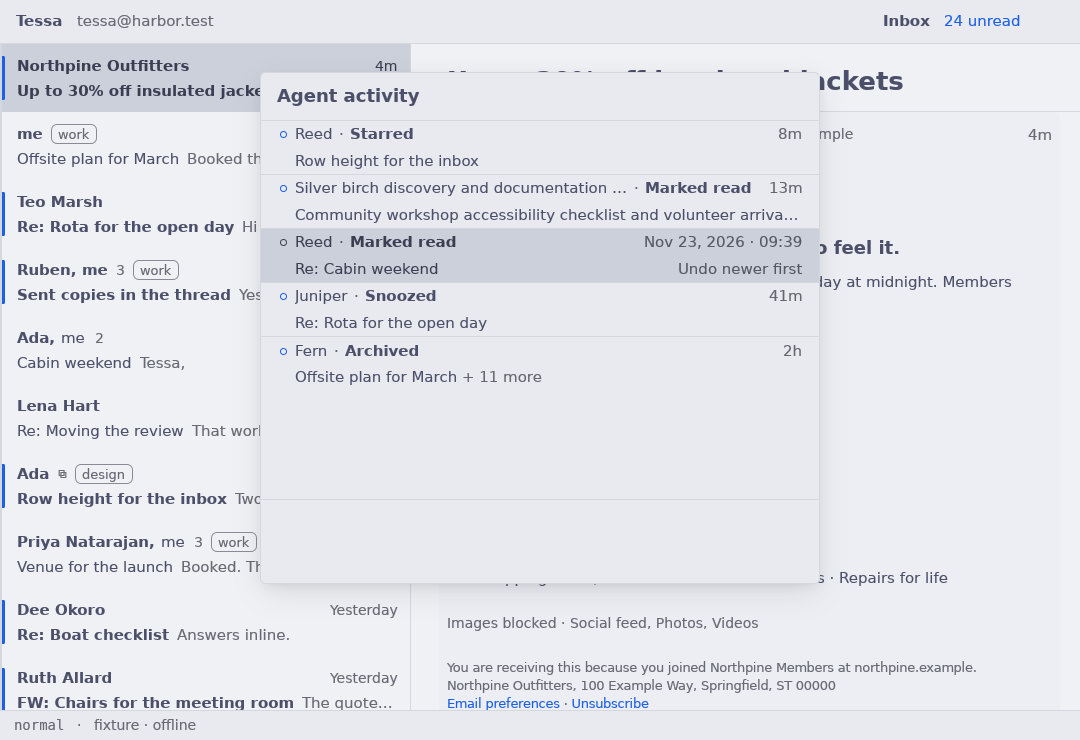 Tessa tessa@harbor.test Inbox 24 unread
Northpine Outfitters 4m
Up to 30% off insulated jacke
me work
Offsite plan for March Booked th
Teo Marsh
Re: Rota for the open day Hi
Ruben, me 3 work
Sent copies in the thread Yes
Ada, me 2
Cabin weekend Tessa,
Lena Hart
Re: Moving the review That worl
Ada design
Row height for the inbox Two
Priya Natarajan, me 3 work
Venue for the launch Booked. Th
Dee Okoro Yesterday
Re: Boat checklist Answers inline.
Ruth Allard Yesterday
FW: Chairs for the meeting room The quote…
Agent activity
Reed · Starred 8m
Row height for the inbox
Silver birch discovery and documentation … · Marked read 13m
Community workshop accessibility checklist and volunteer arriva…
Reed · Marked read Nov 23, 2026 · 09:39
Re: Cabin weekend Undo newer first
Juniper · Snoozed 41m
Re: Rota for the open day
Fern · Archived 2h
Offsite plan for March + 11 more
ackets
mple 4m
o feel it.
day at midnight. Members
s · Repairs for life
Images blocked · Social feed, Photos, Videos
You are receiving this because you joined Northpine Members at northpine.example.
Northpine Outfitters, 100 Example Way, Springfield, ST 00000
Email preferences · Unsubscribe
normal · fixture · offline